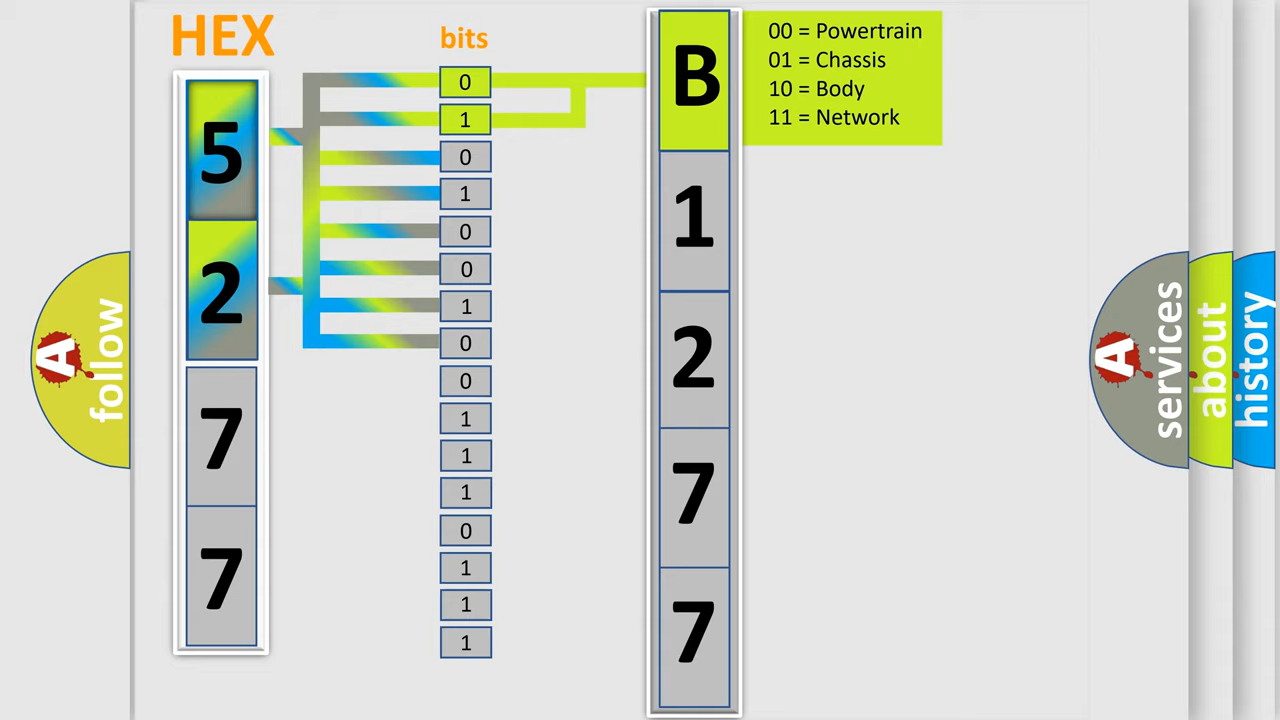 HEX
bits
5
2
7
7
0
1
0
1
0
0
1
0
0
1
1
1
0
1
1
1
B
1
2
7
7
00 = Powertrain
01 = Chassis
10 = Body
11 = Network
A follow
A services
about
history